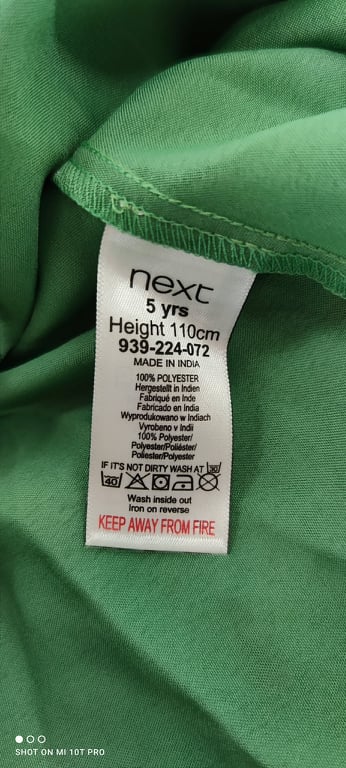 next
5 yrs
Height 110cm
939-224-072
MADE IN INDIA
100% POLYESTER
Hergestellt in Indien
Fabriqué en Inde
Fabricado en India
Wyprodukowano w Indiach
Vyrobeno v Indii
100% Polyester/
Polyester/Poliéster/
Poliester/Polyester
IF IT'S NOT DIRTY WASH AT 30
40
Wash inside out
Iron on reverse
KEEP AWAY FROM FIRE
SHOT ON MI 10T PRO